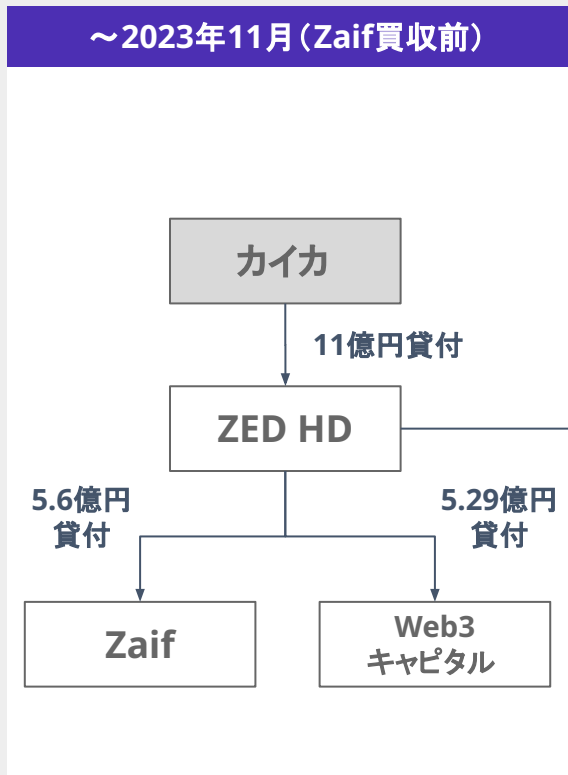 ～2023年11月（Zaif買収前）
カイカ
11億円貸付
ZED HD
5.6億円
貸付
5.29億円
貸付
Zaif
Web3
キャピタル